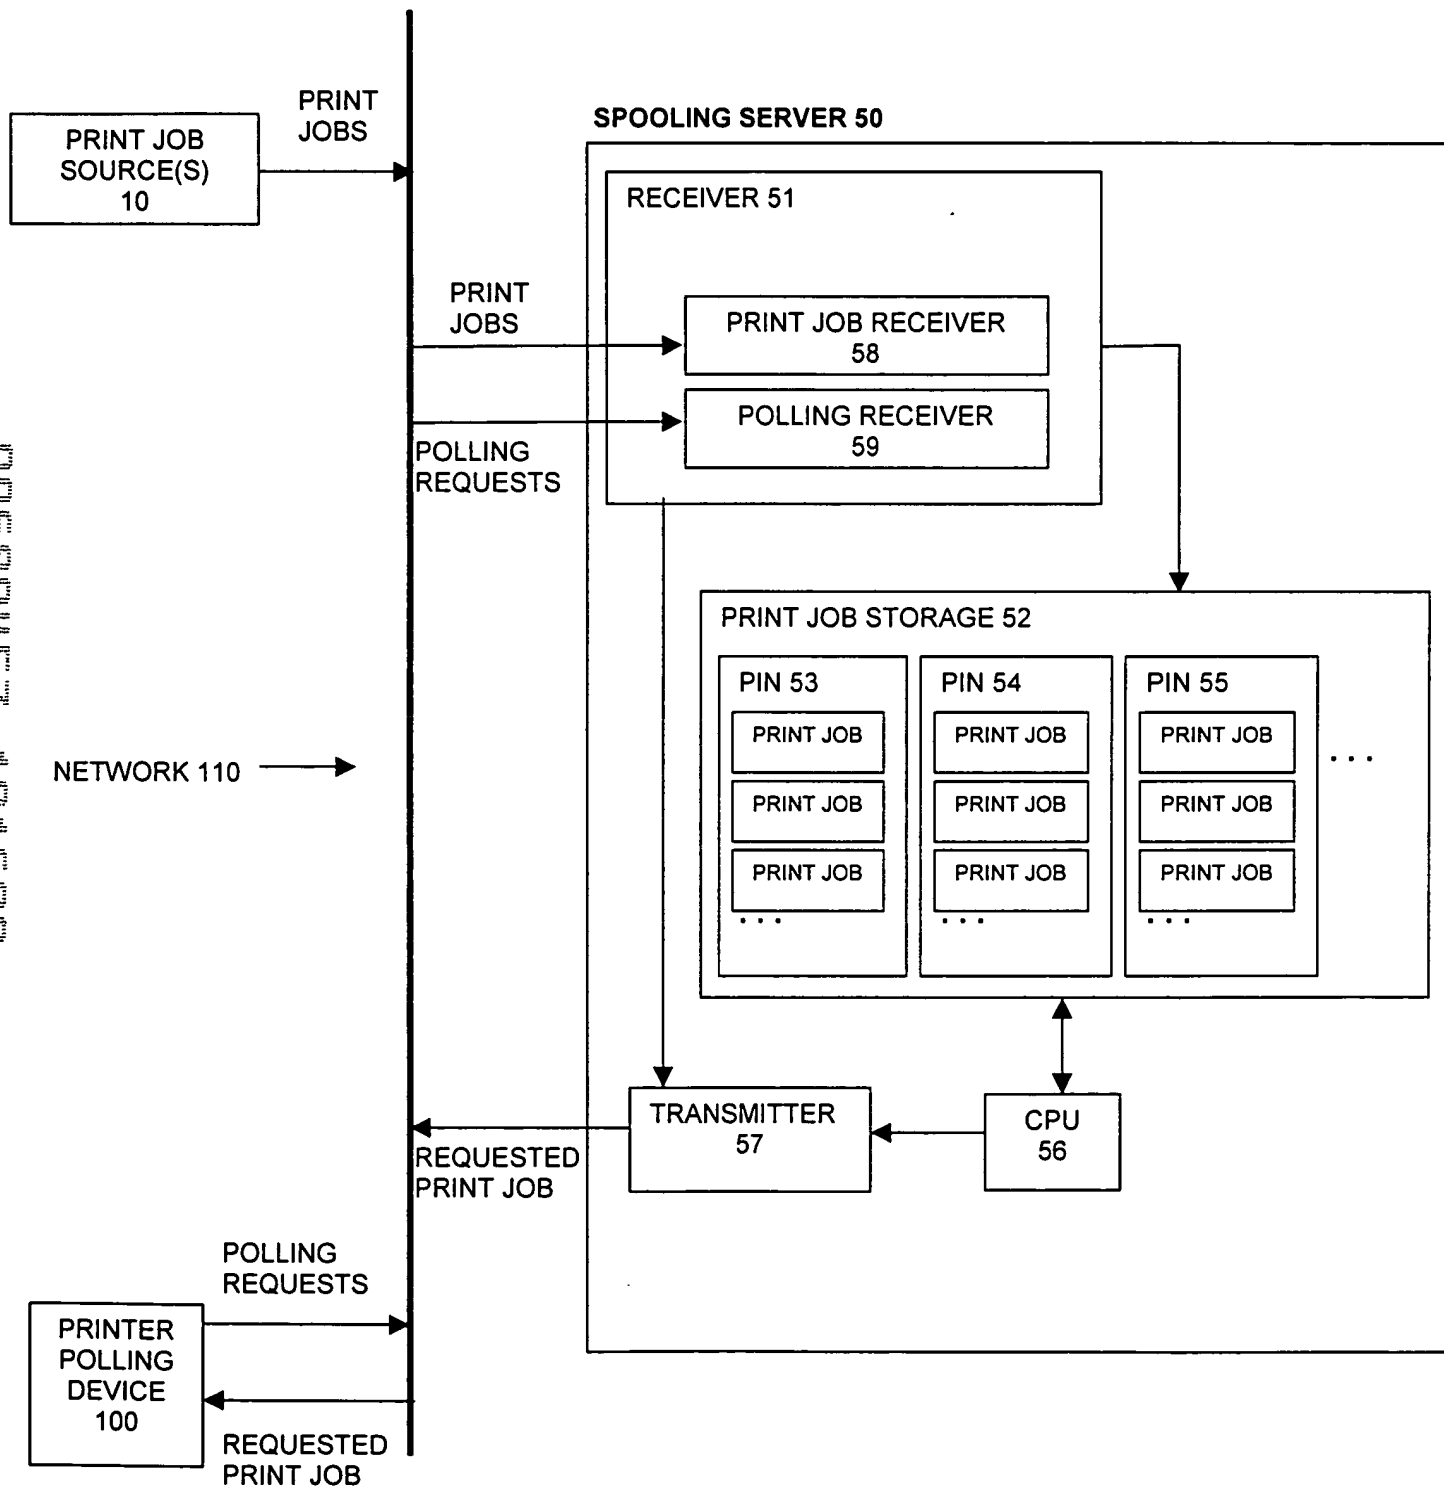 PRINT
JOBS
PRINT JOB
SOURCE(S)
10
SPOOLING SERVER 50
RECEIVER 51
PRINT
JOBS
PRINT JOB RECEIVER
58
POLLING RECEIVER
59
POLLING
REQUESTS
PRINT JOB STORAGE 52
PIN 53
PRINT JOB
PRINT JOB
PRINT JOB
. . .
PIN 54
PRINT JOB
PRINT JOB
PRINT JOB
. . .
PIN 55
PRINT JOB
PRINT JOB
PRINT JOB
. . .
. . .
NETWORK 110
TRANSMITTER
57
CPU
56
REQUESTED
PRINT JOB
POLLING
REQUESTS
PRINTER
POLLING
DEVICE
100
REQUESTED
PRINT JOB